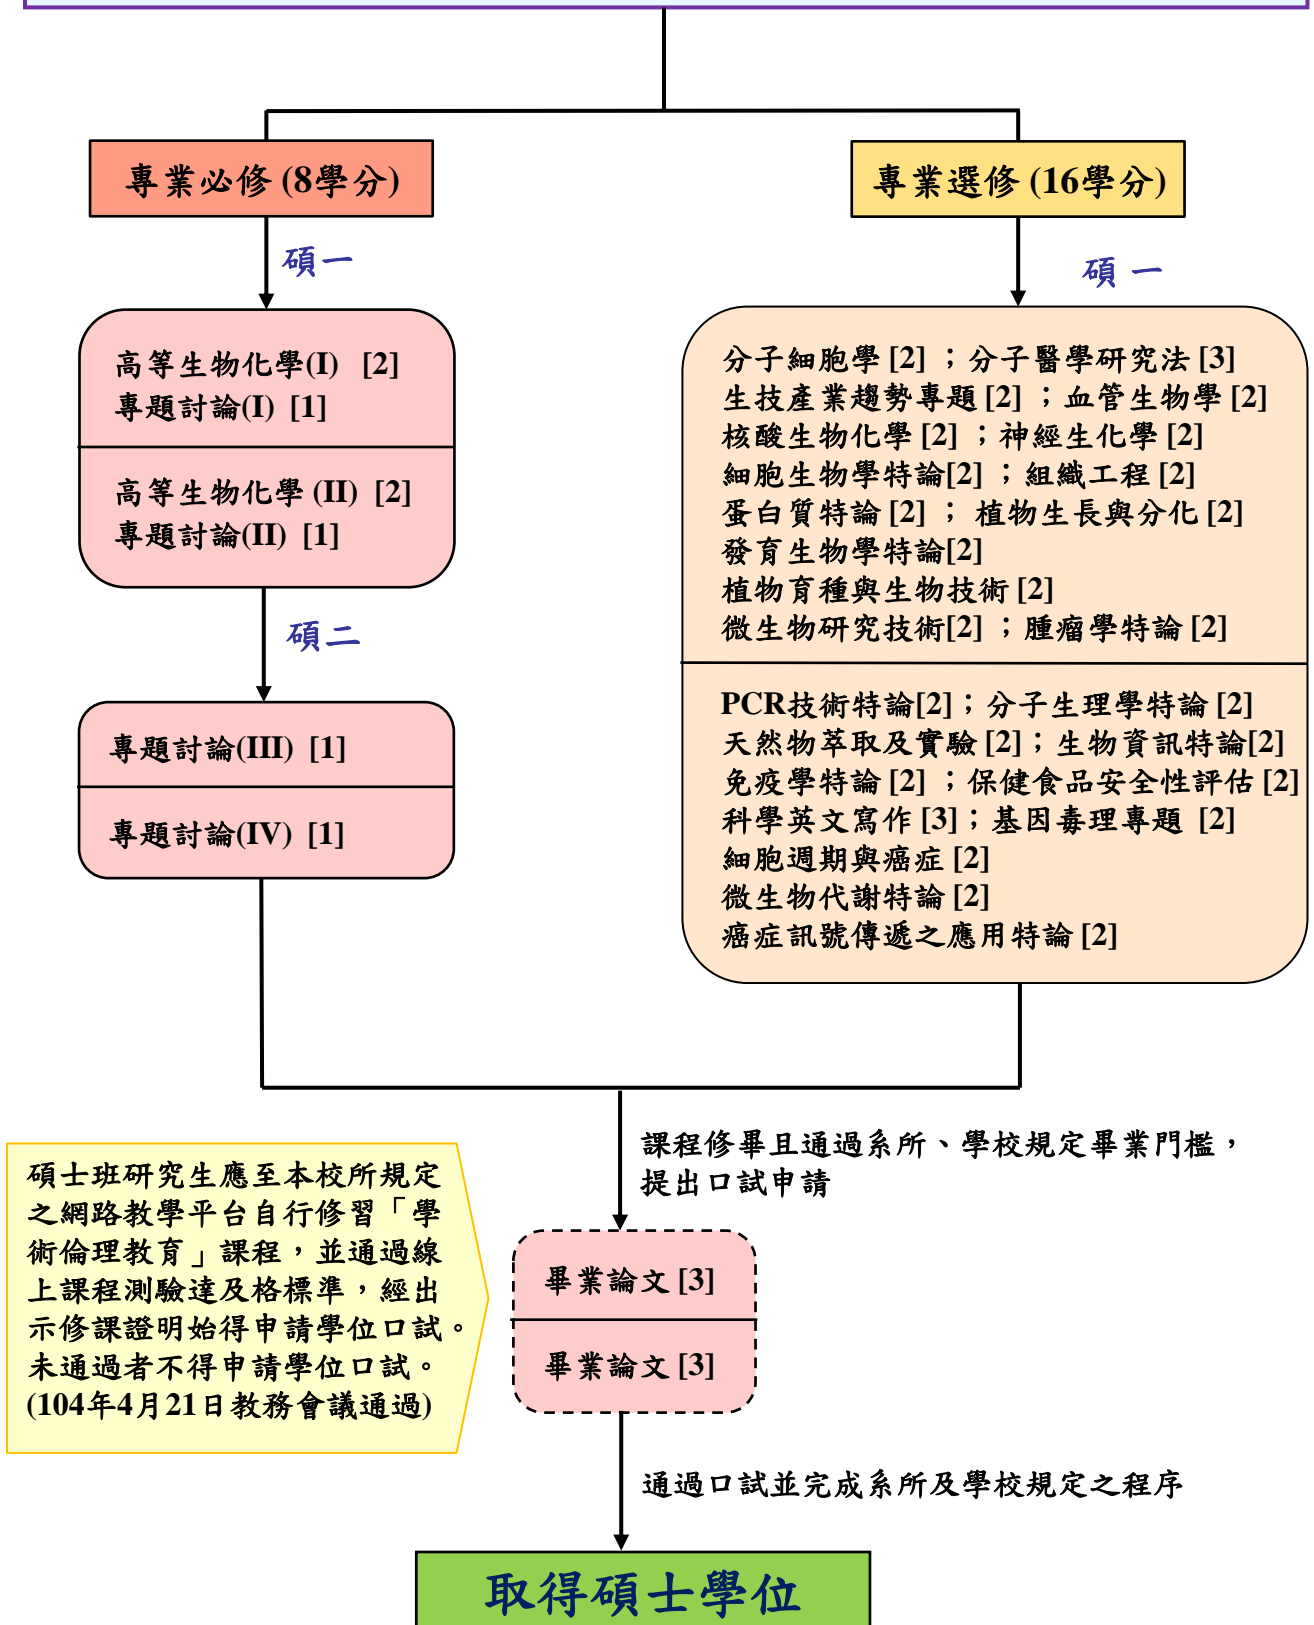 專業必修 (8學分)
碩一
高等生物化學(I) [2]
專題討論(I) [1]
高等生物化學 (II) [2]
專題討論(II) [1]
碩二
專題討論(III) [1]
專題討論(IV) [1]
專業選修 (16學分)
碩一
分子細胞學 [2] ；分子醫學研究法 [3]
生技產業趨勢專題 [2] ；血管生物學 [2]
核酸生物化學 [2] ；神經生化學 [2]
細胞生物學特論[2] ；組織工程 [2]
蛋白質特論 [2] ； 植物生長與分化 [2]
發育生物學特論[2]
植物育種與生物技術 [2]
微生物研究技術[2] ；腫瘤學特論 [2]
PCR技術特論[2]；分子生理學特論 [2]
天然物萃取及實驗 [2]；生物資訊特論[2]
免疫學特論 [2] ；保健食品安全性評估 [2]
科學英文寫作 [3]；基因毒理專題 [2]
細胞週期與癌症 [2]
微生物代謝特論 [2]
癌症訊號傳遞之應用特論 [2]
課程修畢且通過系所、學校規定畢業門檻，
提出口試申請
碩士班研究生應至本校所規定
之網路教學平台自行修習「學
術倫理教育」課程，並通過線
上課程測驗達及格標準，經出
示修課證明始得申請學位口試。
未通過者不得申請學位口試。
(104年4月21日教務會議通過)
畢業論文 [3]
畢業論文 [3]
通過口試並完成系所及學校規定之程序
取得碩士學位